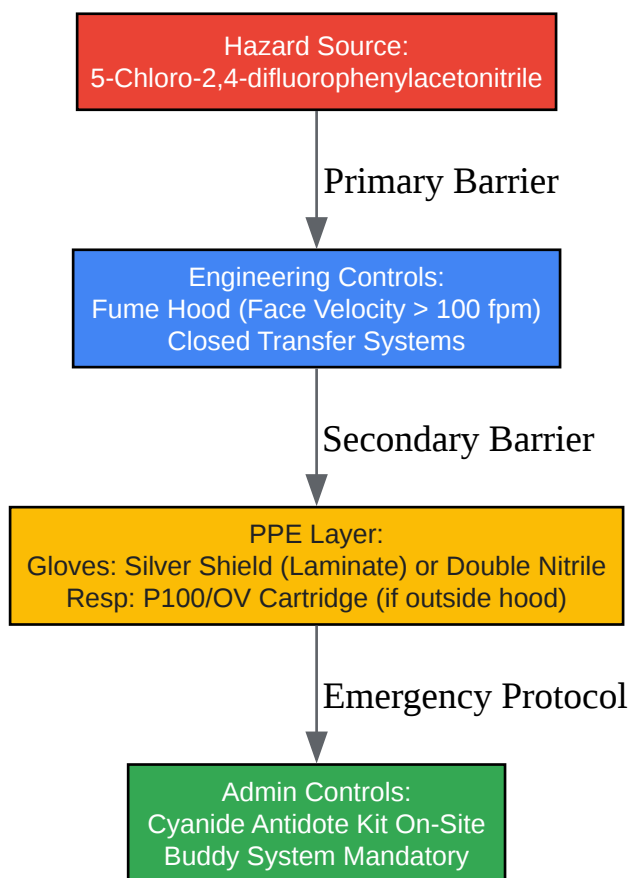 Hazard Source:
5-Chloro-2,4-difluorophenylacetonitrile
Primary Barrier
Engineering Controls:
Fume Hood (Face Velocity > 100 fpm)
Closed Transfer Systems
Secondary Barrier
PPE Layer:
Gloves: Silver Shield (Laminate) or Double Nitrile
Resp: P100/OV Cartridge (if outside hood)
Emergency Protocol
Admin Controls:
Cyanide Antidote Kit On-Site
Buddy System Mandatory